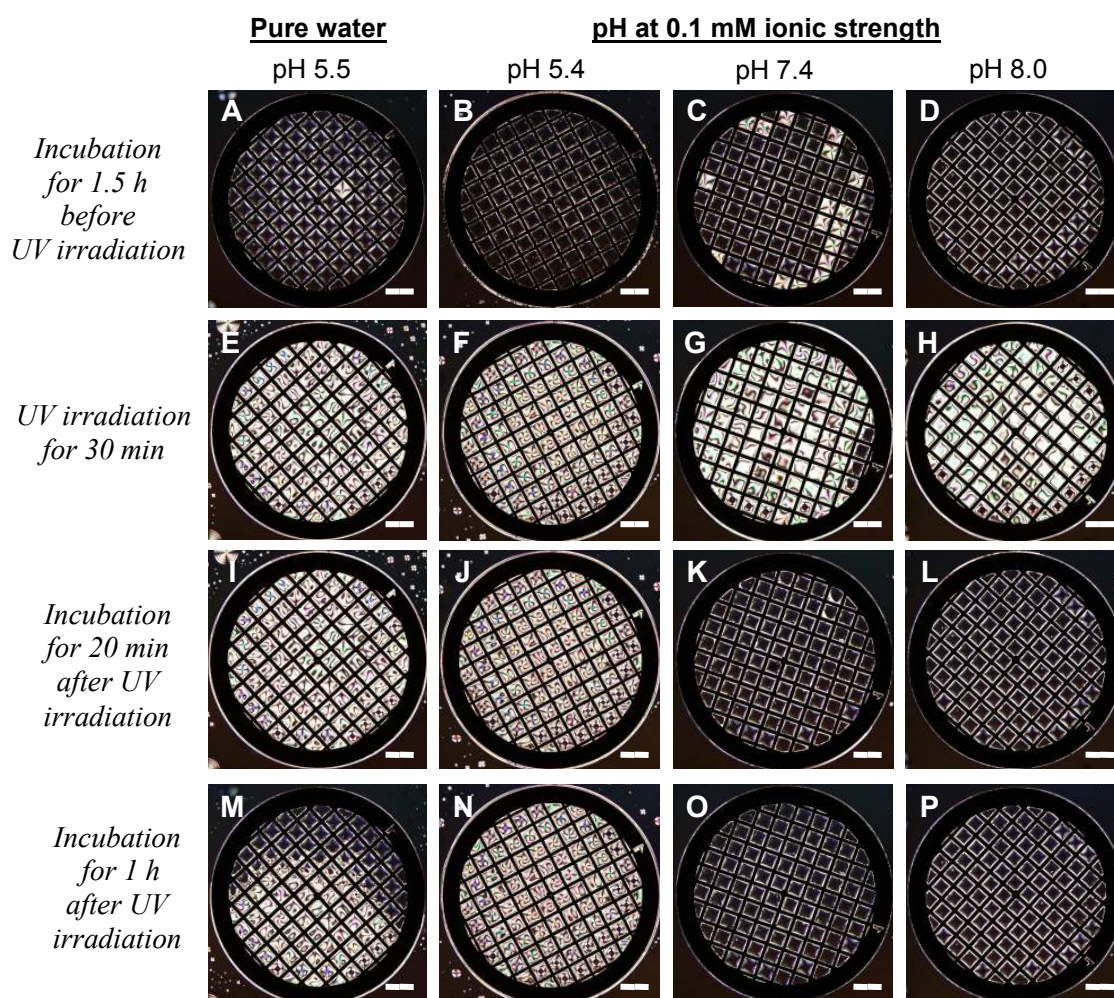 Pure water
pH at 0.1 mM ionic strength
pH 5.5
pH 5.4
pH 7.4
pH 8.0
Incubation
for 1.5 h
before
UV irradiation
A
B
C
D
UV irradiation
for 30 min
E
F
G
H
Incubation
for 20 min
after UV
irradiation
I
J
K
L
Incubation
for 1 h
after UV
irradiation
M
N
O
P